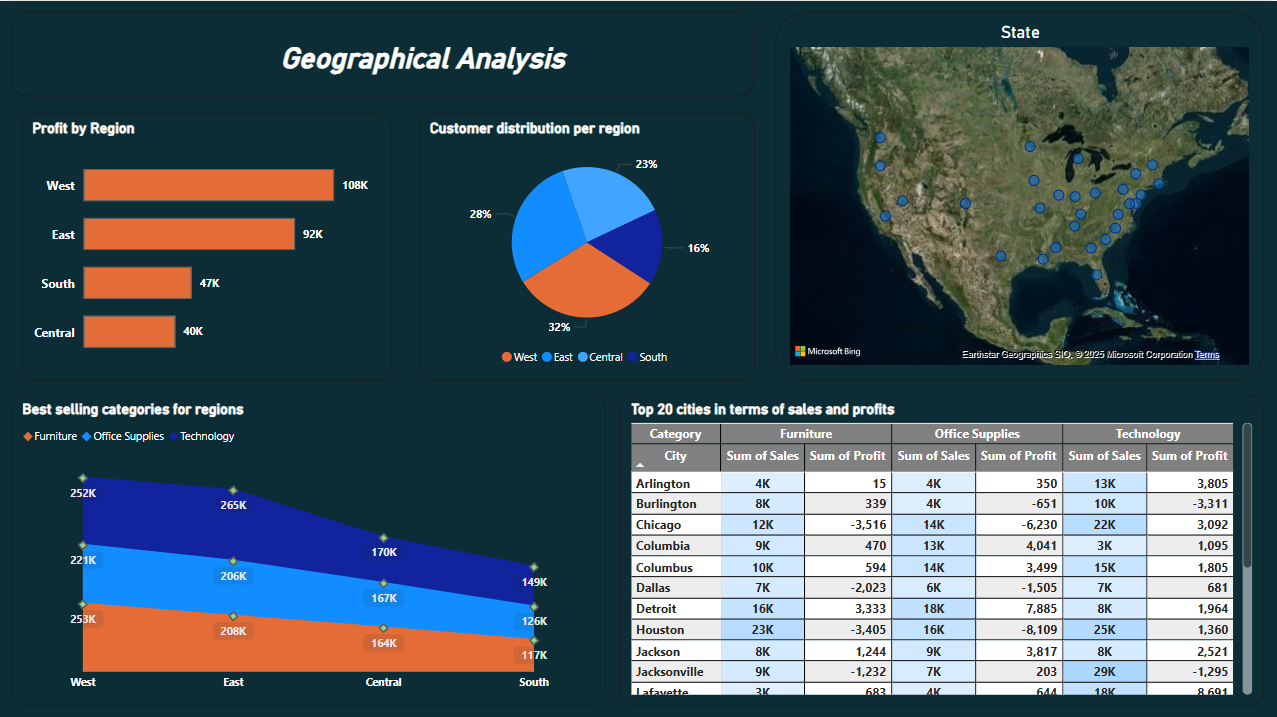 Geographical Analysis
State
Microsoft Bing
Earthstar Geographics SIO, © 2025 Microsoft Corporation Terms
Profit by Region
West 108K
East 92K
South 47K
Central 40K
Customer distribution per region
23%
28%
16%
32%
West East Central South
Best selling categories for regions
Furniture Office Supplies Technology
252K
265K
170K
149K
221K
206K
167K
126K
253K
208K
164K
117K
West East Central South
Top 20 cities in terms of sales and profits
Category Furniture Office Supplies Technology
City Sum of Sales Sum of Profit Sum of Sales Sum of Profit Sum of Sales Sum of Profit
Arlington 4K 15 4K 350 13K 3,805
Burlington 8K 339 4K -651 10K -3,311
Chicago 12K -3,516 14K -6,230 22K 3,092
Columbia 9K 470 13K 4,041 3K 1,095
Columbus 10K 594 14K 3,499 15K 1,805
Dallas 7K -2,023 6K -1,505 7K 681
Detroit 16K 3,333 18K 7,885 8K 1,964
Houston 23K -3,405 16K -8,109 25K 1,360
Jackson 8K 1,244 9K 3,817 8K 2,521
Jacksonville 9K -1,232 7K 203 29K -1,295
Lafayette 3K 683 4K 644 18K 8,691